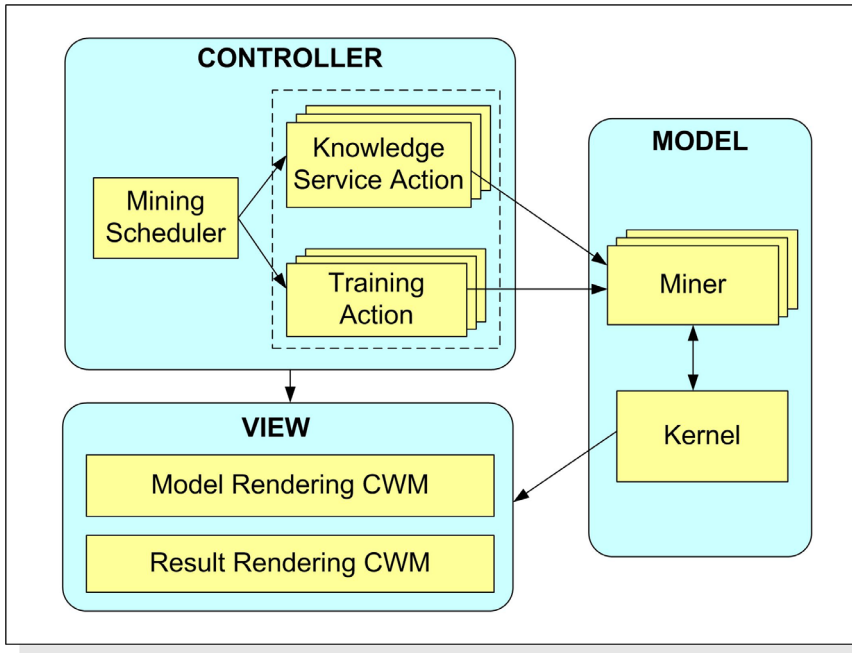 CONTROLLER
Knowledge
Service Action
Mining
Scheduler
Training
Action
MODEL
Miner
Kernel
VIEW
Model Rendering CWM
Result Rendering CWM